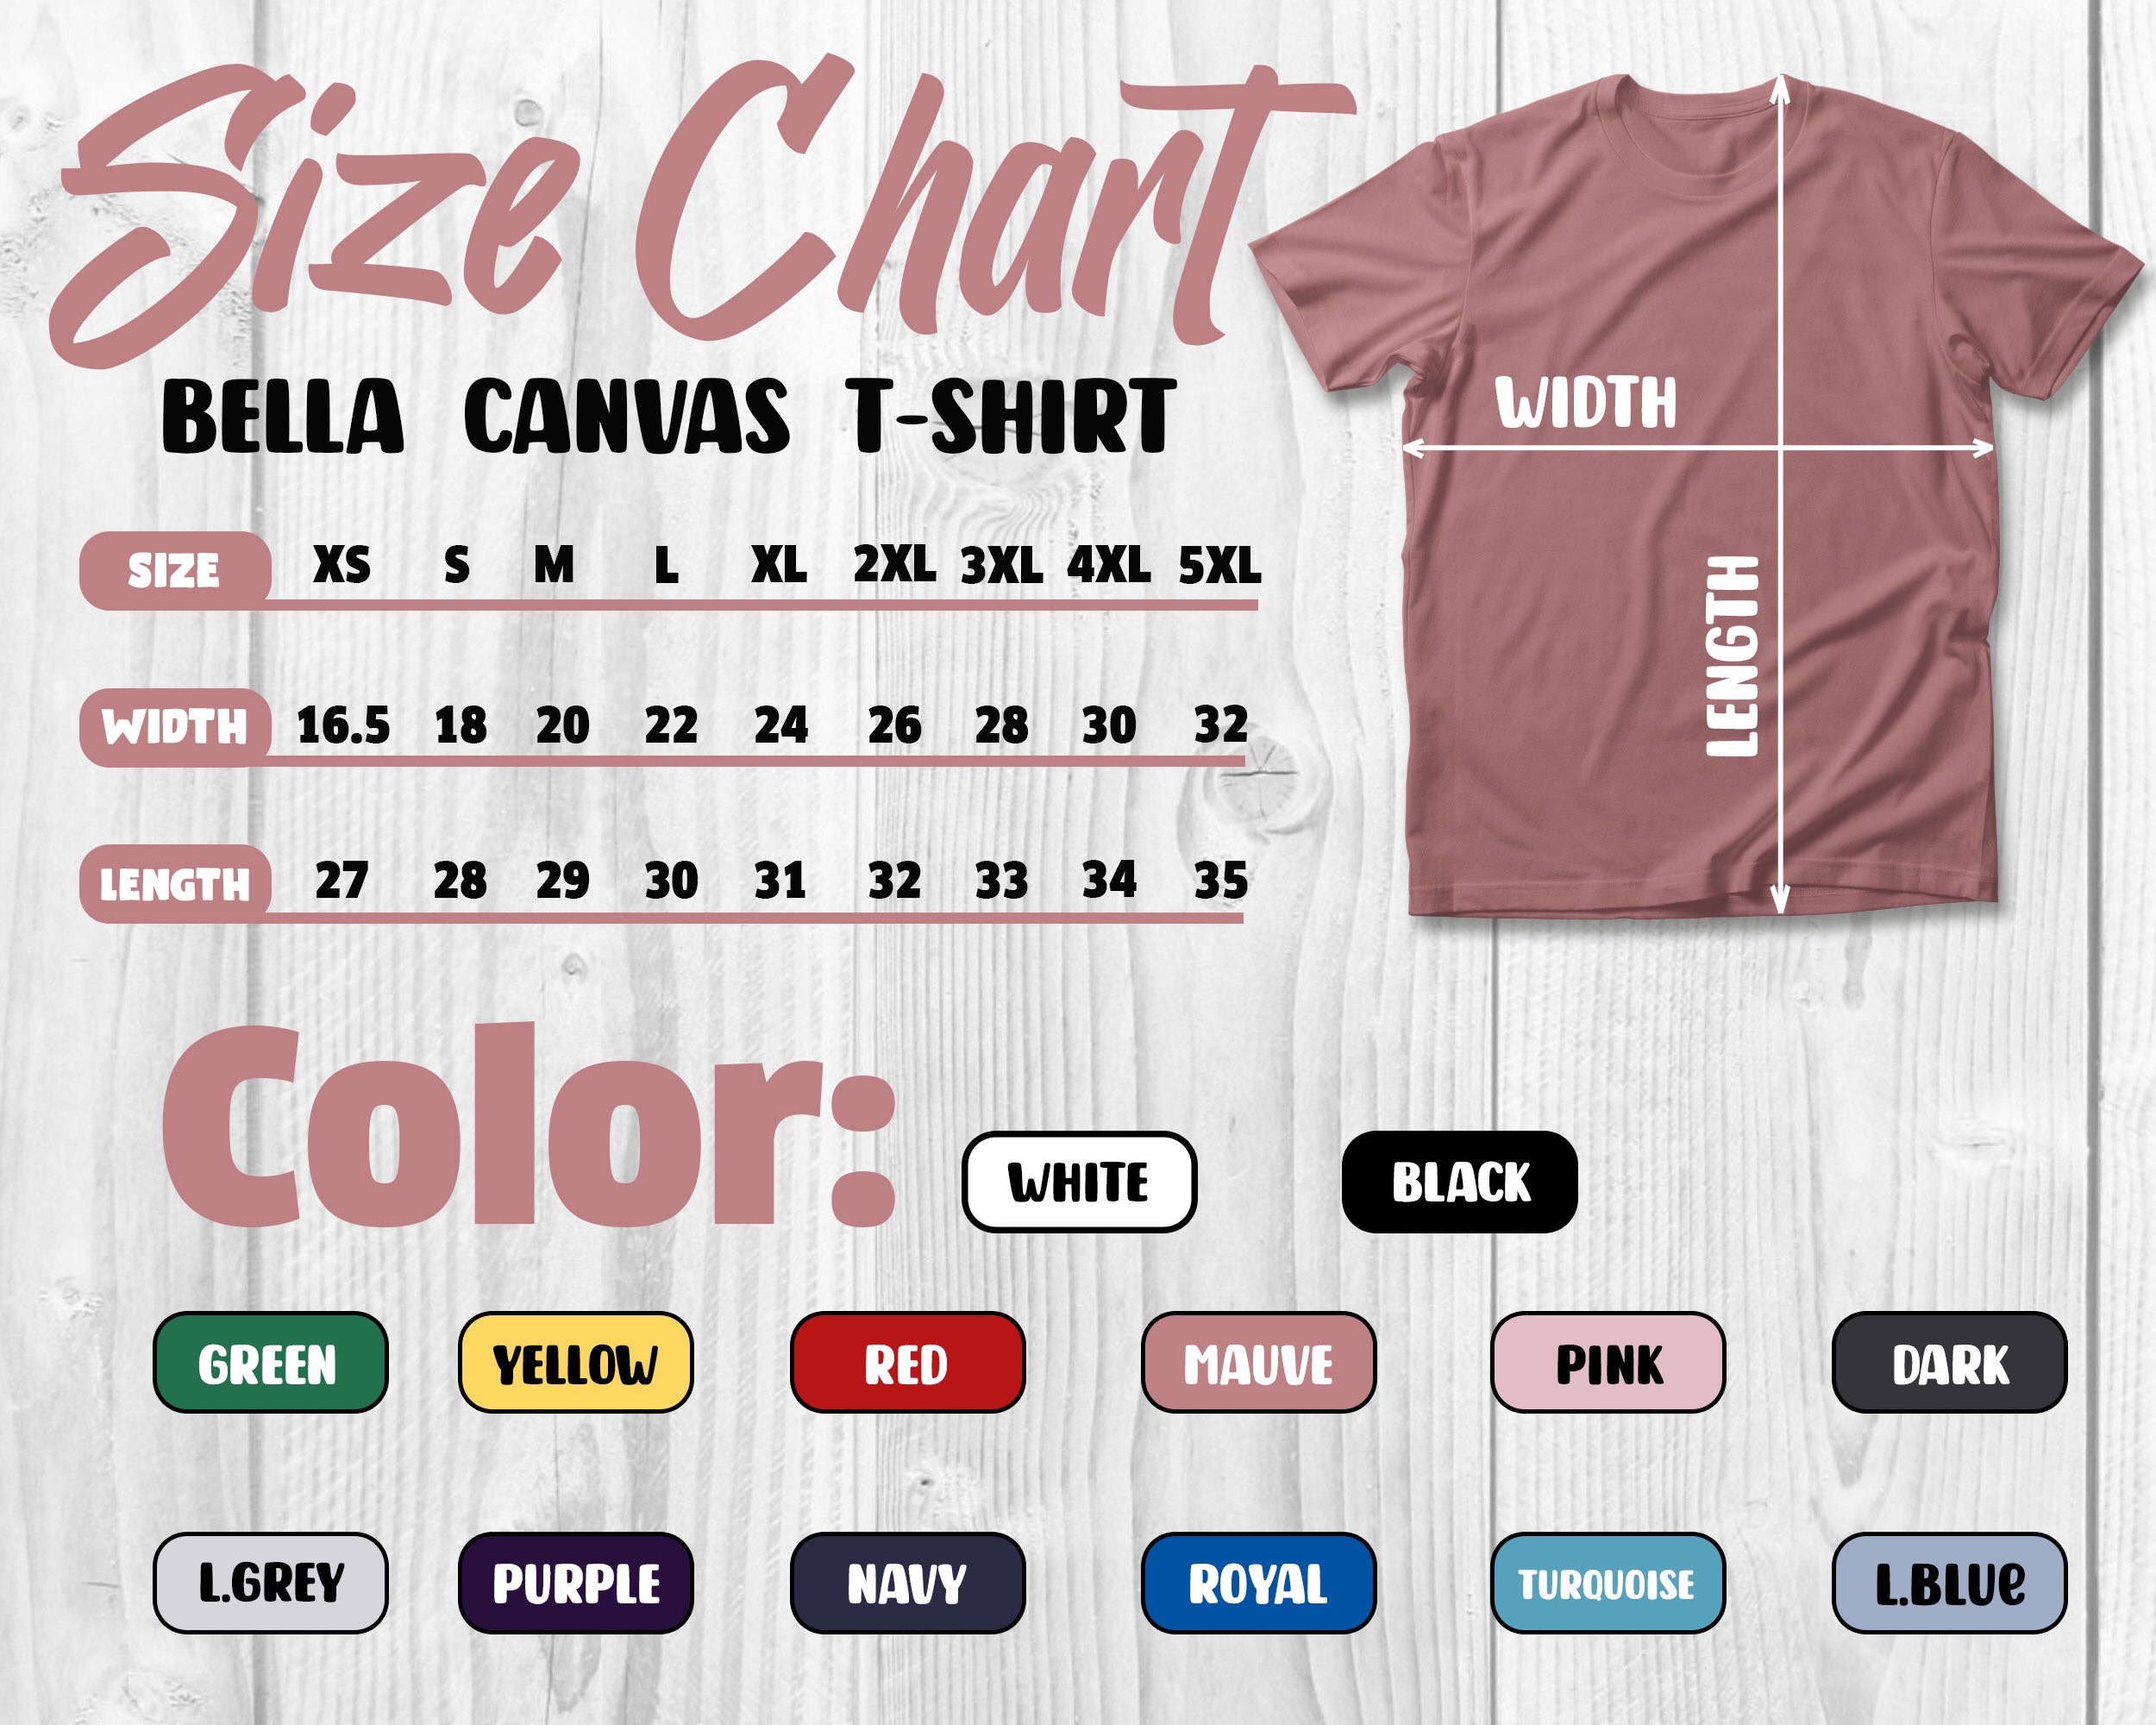 Size Chart
BELLA CANVAS T-SHIRT
SIZE XS S M L XL 2XL 3XL 4XL 5XL
WIDTH 16.5 18 20 22 24 26 28 30 32
LENGTH 27 28 29 30 31 32 33 34 35
WIDTH
LENGTH
Color: WHITE BLACK
GREEN YELLOW RED MAUVE PINK DARK
L.GREY PURPLE NAVY ROYAL TURQUOISE L.BLUe